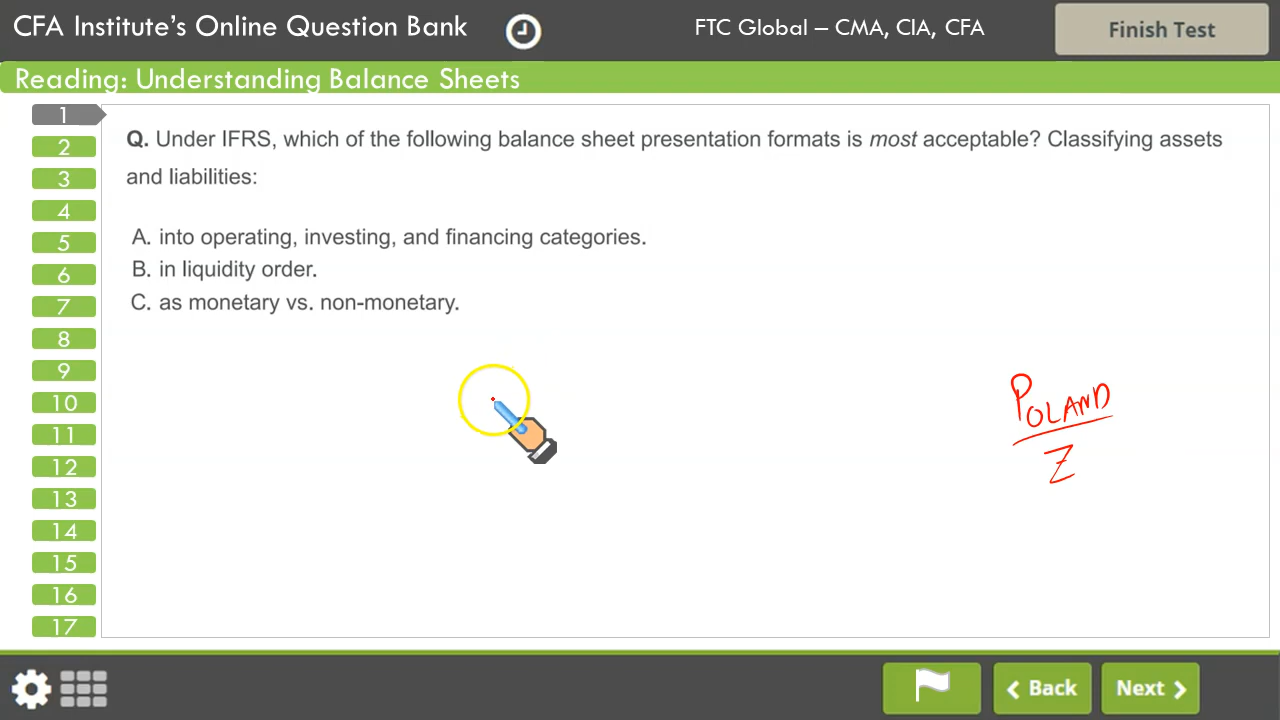 CFA Institute's Online Question Bank
FTC Global – CMA, CIA, CFA
Finish Test
Reading: Understanding Balance Sheets
1
2
3
4
5
6
7
8
9
10
11
12
13
14
15
16
17
Q. Under IFRS, which of the following balance sheet presentation formats is most acceptable? Classifying assets
and liabilities:
A. into operating, investing, and financing categories.
B. in liquidity order.
C. as monetary vs. non-monetary.
POLAND
Z
Back
Next